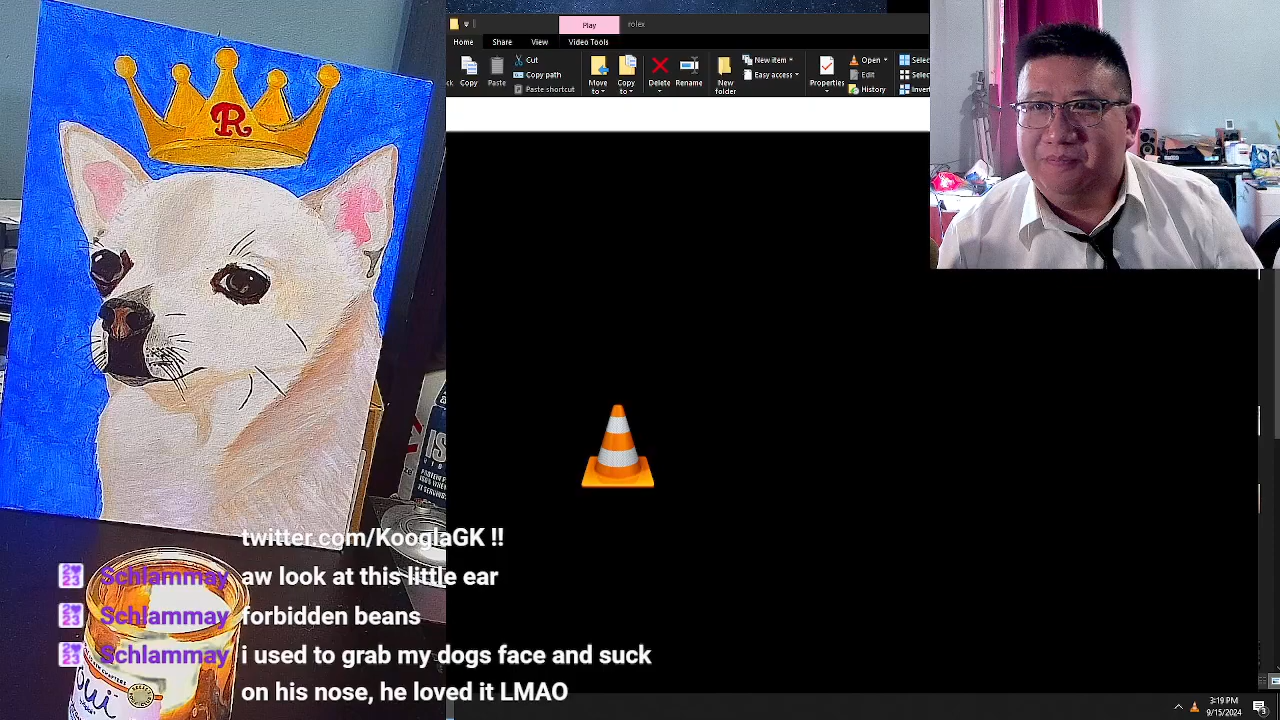 Play rolex
Home Share View Video Tools
Copy Paste Cut Copy path Paste shortcut Move to Copy to Delete Rename New folder New item Easy access Properties Open Edit History
R
twitter.com/KooglaGK !!
Schlammay aw look at this little ear
Schlammay forbidden beans
Schlammay i used to grab my dogs face and suck
on his nose, he loved it LMAO
oui
3:19 PM
9/15/2024
3